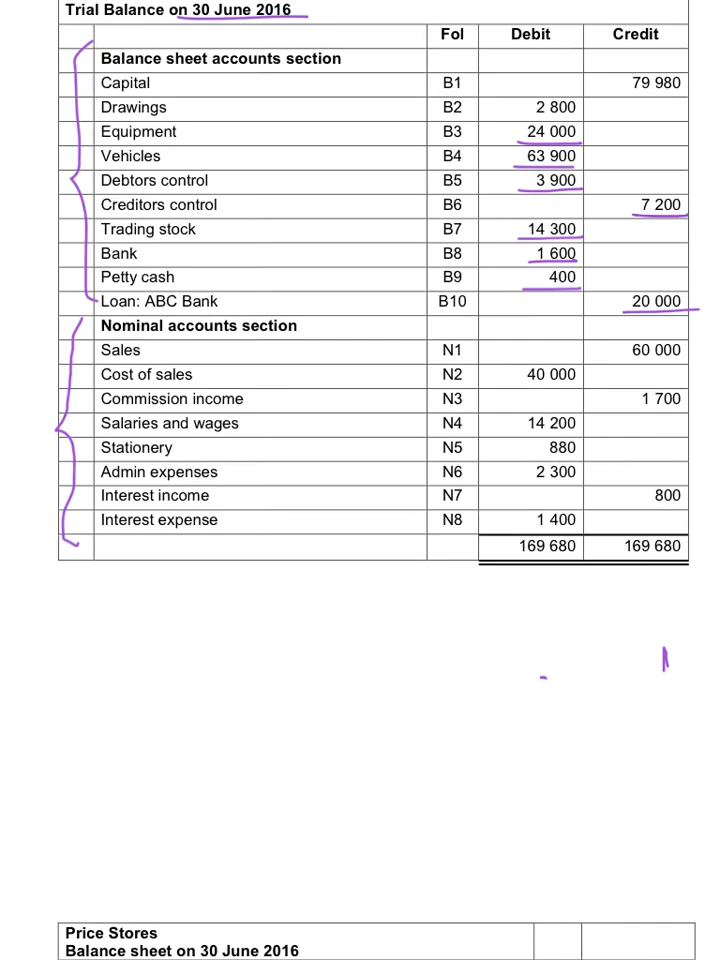 Trial Balance on 30 June 2016
Fol Debit Credit
Balance sheet accounts section
Capital B1 79 980
Drawings B2 2 800
Equipment B3 24 000
Vehicles B4 63 900
Debtors control B5 3 900
Creditors control B6 7 200
Trading stock B7 14 300
Bank B8 1 600
Petty cash B9 400
Loan: ABC Bank B10 20 000
Nominal accounts section
Sales N1 60 000
Cost of sales N2 40 000
Commission income N3 1 700
Salaries and wages N4 14 200
Stationery N5 880
Admin expenses N6 2 300
Interest income N7 800
Interest expense N8 1 400
169 680 169 680
Price Stores
Balance sheet on 30 June 2016